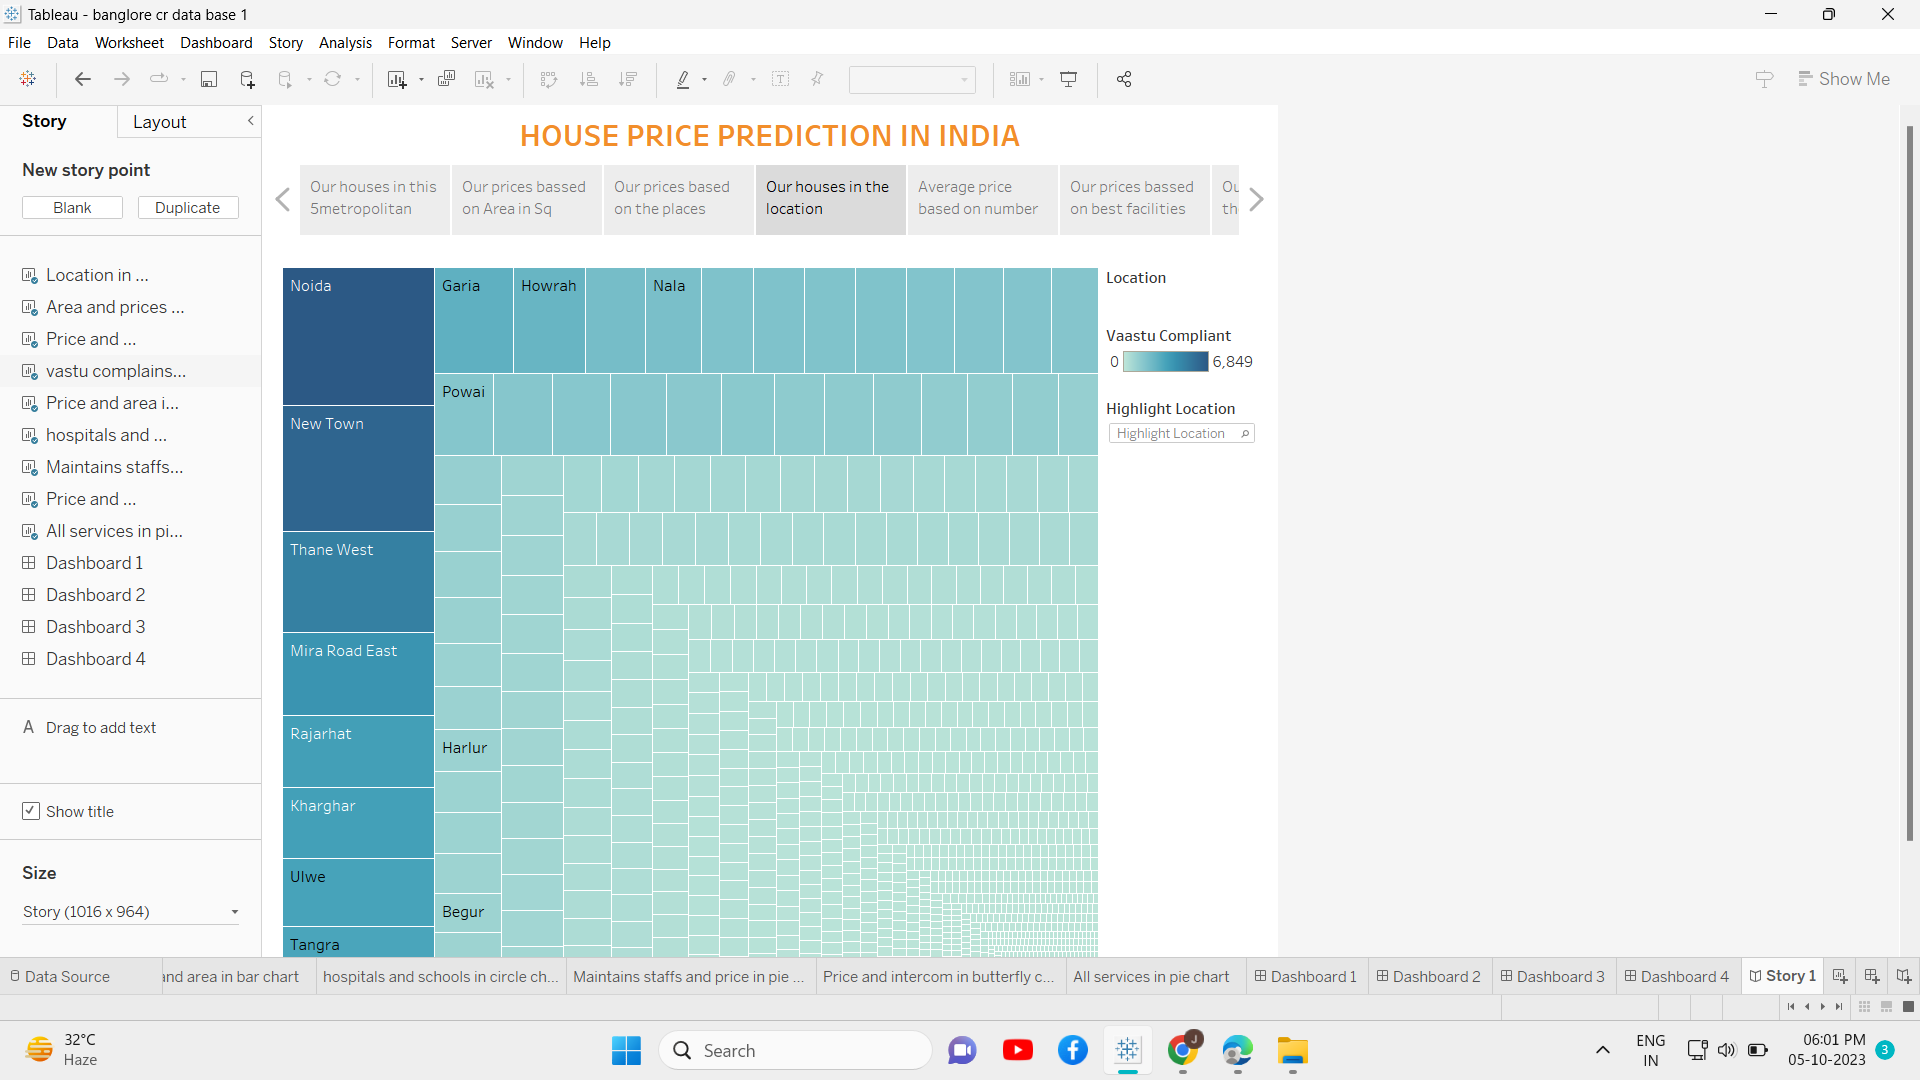 Tableau - banglore cr data base 1
File Data Worksheet Dashboard Story Analysis Format Server Window Help
Show Me
Story
Layout
New story point
Blank
Duplicate
Location in ...
Area and prices ...
Price and ...
vastu complains...
Price and area i...
hospitals and ...
Maintains staffs...
Price and ...
All services in pi...
Dashboard 1
Dashboard 2
Dashboard 3
Dashboard 4
A Drag to add text
Show title
Size
Story (1016 x 964)
HOUSE PRICE PREDICTION IN INDIA
Our houses in this
5metropolitan
Our prices bassed
on Area in Sq
Our prices based
on the places
Our houses in the
location
Average price
based on number
Our prices bassed
on best facilities
Ou
th
Noida
New Town
Thane West
Mira Road East
Rajarhat
Kharghar
Ulwe
Tangra
Garia
Howrah
Nala
Powai
Harlur
Begur
Location
Vaastu Compliant
0
6,849
Highlight Location
Highlight Location
Data Source
and area in bar chart
hospitals and schools in circle ch...
Maintains staffs and price in pie ...
Price and intercom in butterfly c...
All services in pie chart
Dashboard 1
Dashboard 2
Dashboard 3
Dashboard 4
Story 1
32°C
Haze
Search
J
ENG
IN
06:01 PM
05-10-2023
3